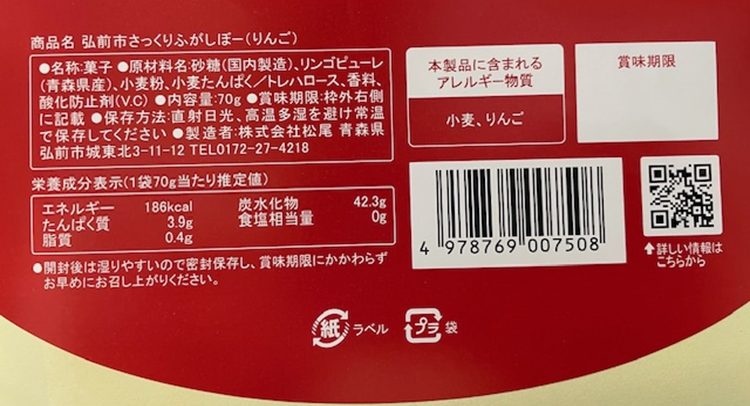 商品名 弘前市さっくりふがしぼー(りんご)
●名称:菓子 ●原材料名:砂糖(国内製造)、リンゴピューレ
(青森県産)、小麦粉、小麦たんぱく/トレハロース、香料、
酸化防止剤(V.C) ●内容量:70g ●賞味期限:枠外右側
に記載 ●保存方法:直射日光、高温多湿を避け常温
で保存してください ●製造者:株式会社松尾 青森県
弘前市城東北3-11-12 TEL0172-27-4218
本製品に含まれる
アレルギー物質
小麦、りんご
賞味期限
栄養成分表示(1袋70g当たり推定値)
エネルギー 186kcal 炭水化物 42.3g
たんぱく質 3.9g 食塩相当量 0g
脂質 0.4g
●開封後は湿りやすいので密封保存し、賞味期限にかかわらず
お早めにお召し上がりください。
4 978769 007508
↑詳しい情報は
こちらから
紙 ラベル プラ 袋